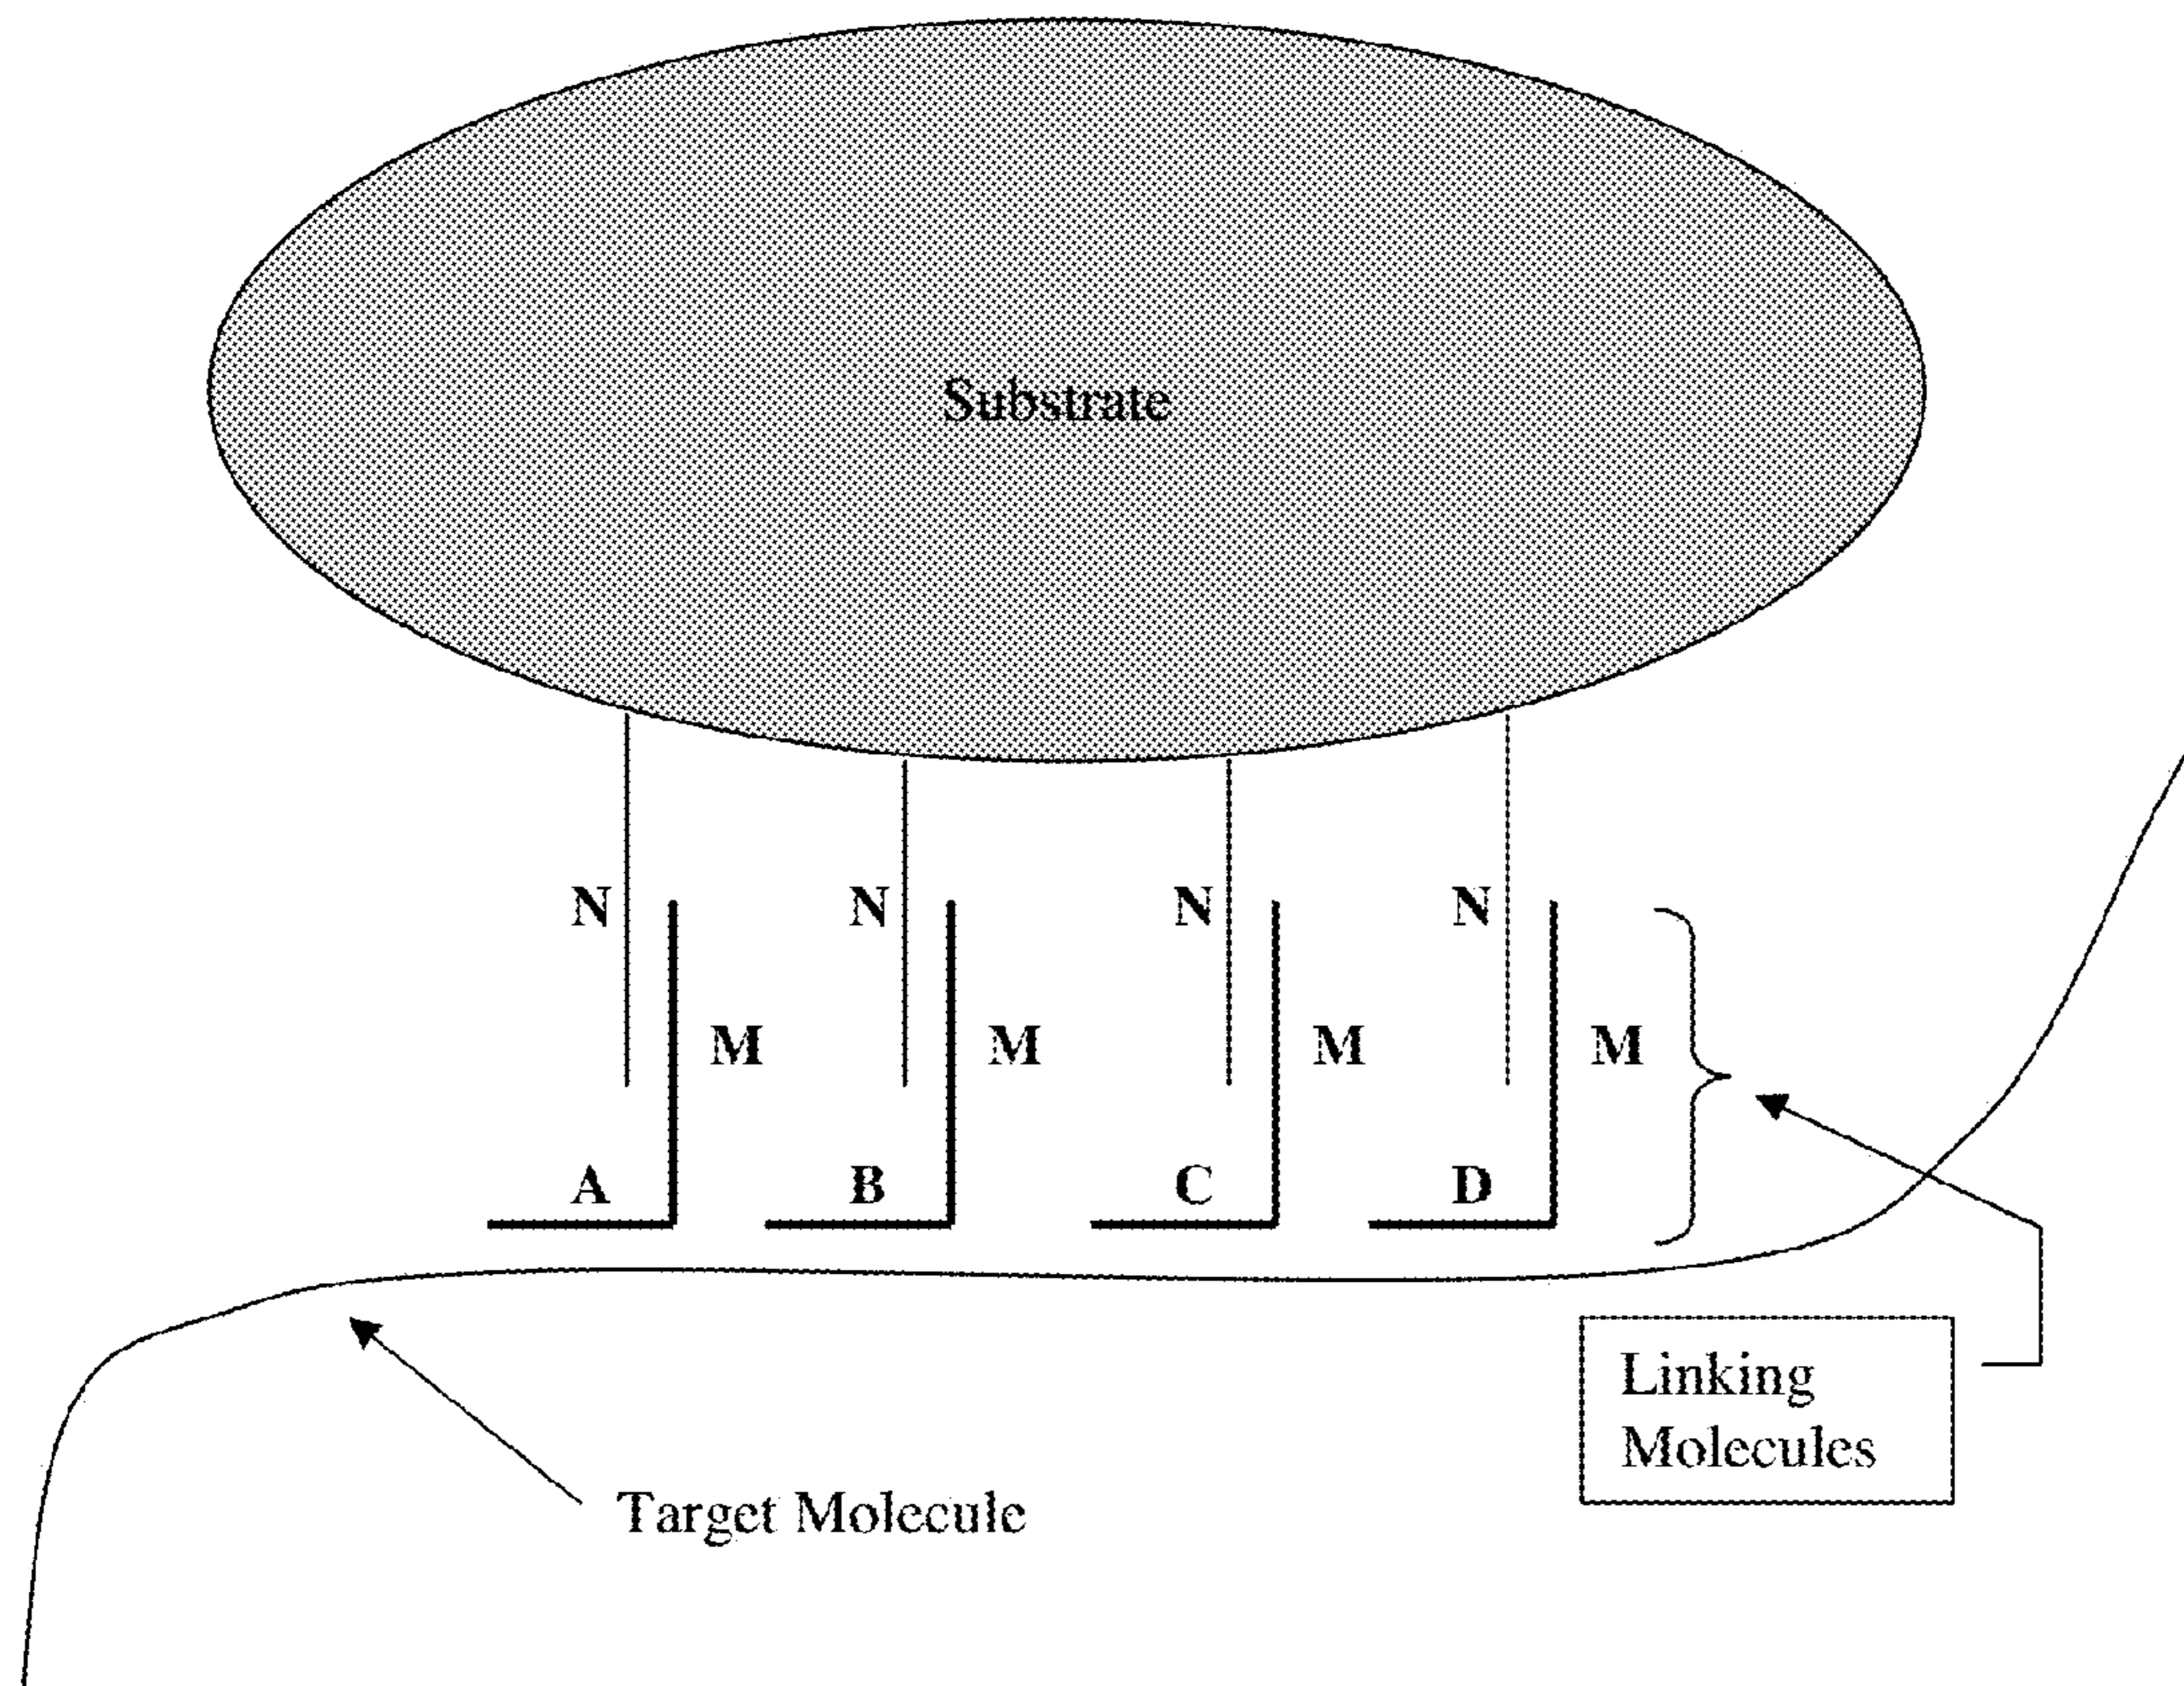 Substrate
N N N N
M M M M
A B C D
Linking
Molecules
Target Molecule